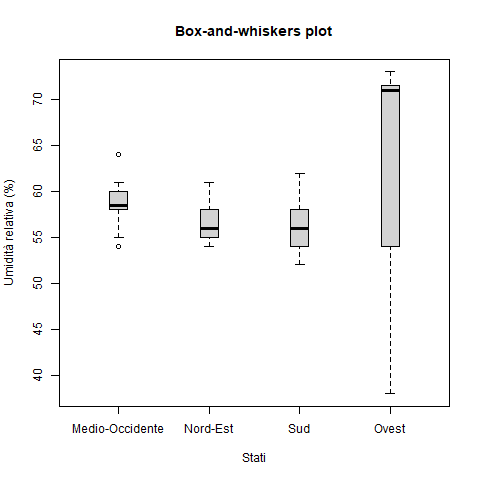 Box-and-whiskers plot
Umidità relativa (%)
70
65
60
55
50
45
40
Medio-Occidente Nord-Est Sud Ovest
Stati